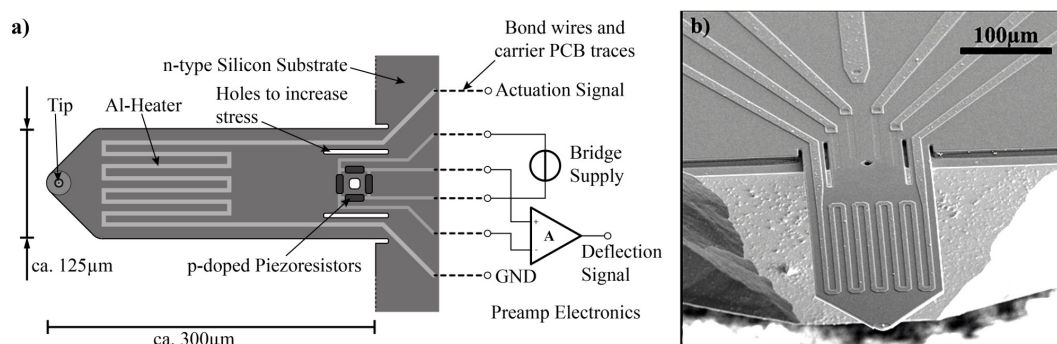 a)
Bond wires and
carrier PCB traces
n-type Silicon Substrate
Tip
Al-Heater
Holes to increase
stress
Actuation Signal
Bridge
Supply
+
A
-
Deflection
Signal
ca. 125µm
p-doped Piezoresistors
GND
Preamp Electronics
ca. 300µm
b)
100µm